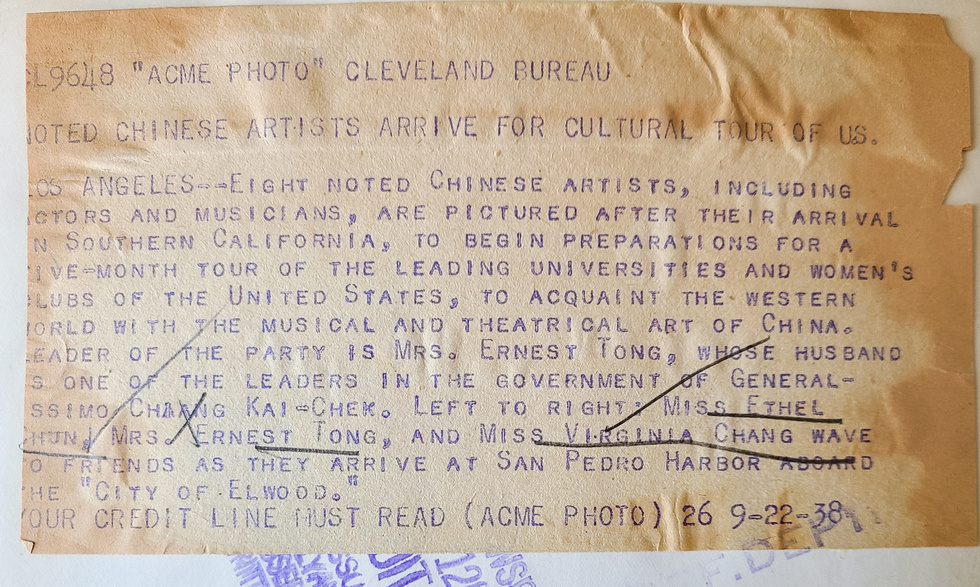 CL9648 "ACME PHOTO" CLEVELAND BUREAU
NOTED CHINESE ARTISTS ARRIVE FOR CULTURAL TOUR OF US.
LOS ANGELES--EIGHT NOTED CHINESE ARTISTS, INCLUDING
ACTORS AND MUSICIANS, ARE PICTURED AFTER THEIR ARRIVAL
N SOUTHERN CALIFORNIA, TO BEGIN PREPARATIONS FOR A
FIVE-MONTH TOUR OF THE LEADING UNIVERSITIES AND WOMEN'S
CLUBS OF THE UNITED STATES, TO ACQUAINT THE WESTERN
WORLD WITH THE MUSICAL AND THEATRICAL ART OF CHINA.
LEADER OF THE PARTY IS MRS. ERNEST TONG, WHOSE HUSBAND
S ONE OF THE LEADERS IN THE GOVERNMENT OF GENERAL-
SSIMO CHIANG KAI-CHEK. LEFT TO RIGHT: MISS ETHEL
CHUN, MRS. ERNEST TONG, AND MISS VIRGINIA CHANG WAVE
O FRIENDS AS THEY ARRIVE AT SAN PEDRO HARBOR ABOARD
THE "CITY OF ELWOOD."
YOUR CREDIT LINE MUST READ (ACME PHOTO) 26 9-22-38